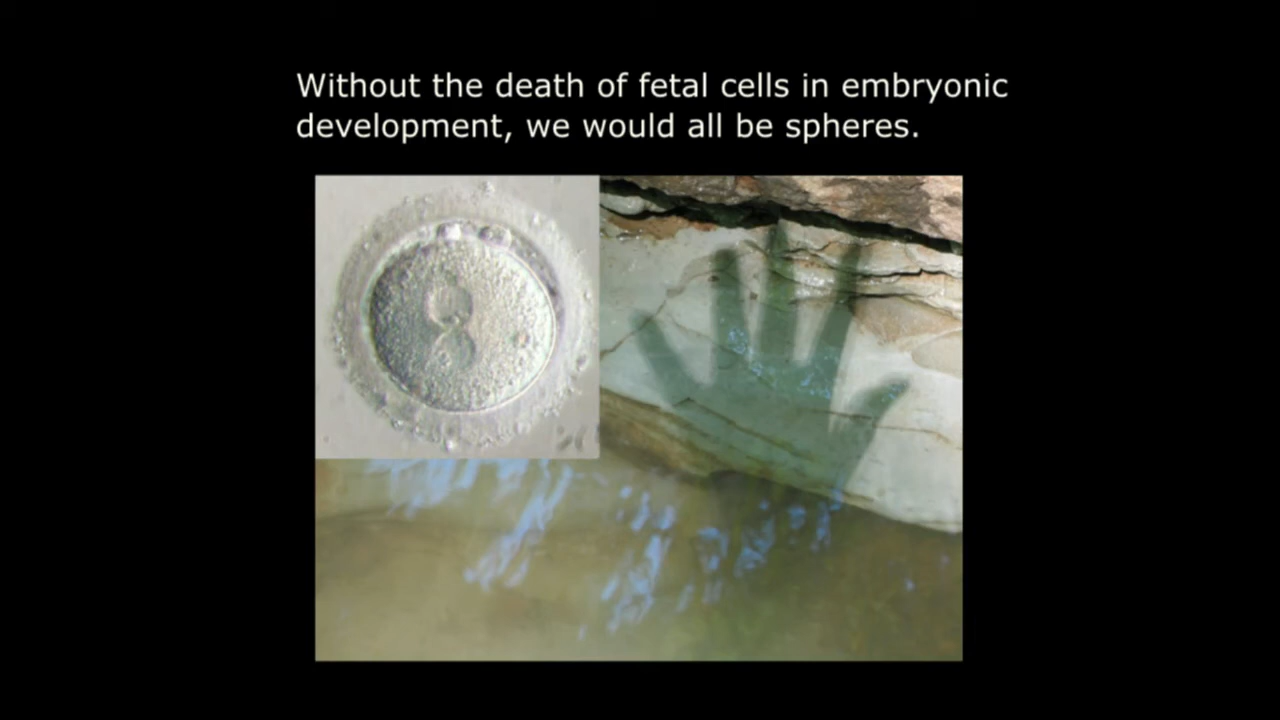 Without the death of fetal cells in embryonic
development, we would all be spheres.